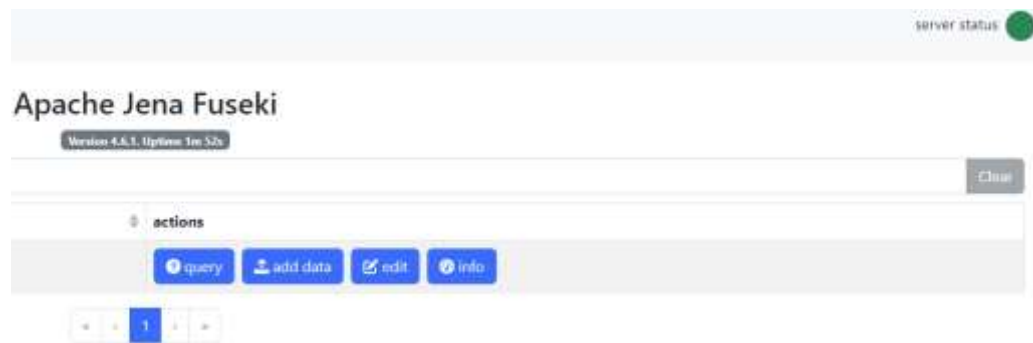 server status
Apache Jena Fuseki
Version 4.6.1. Uptime 1m 52s
Clear
actions
query add data edit info
« ‹ 1 › »